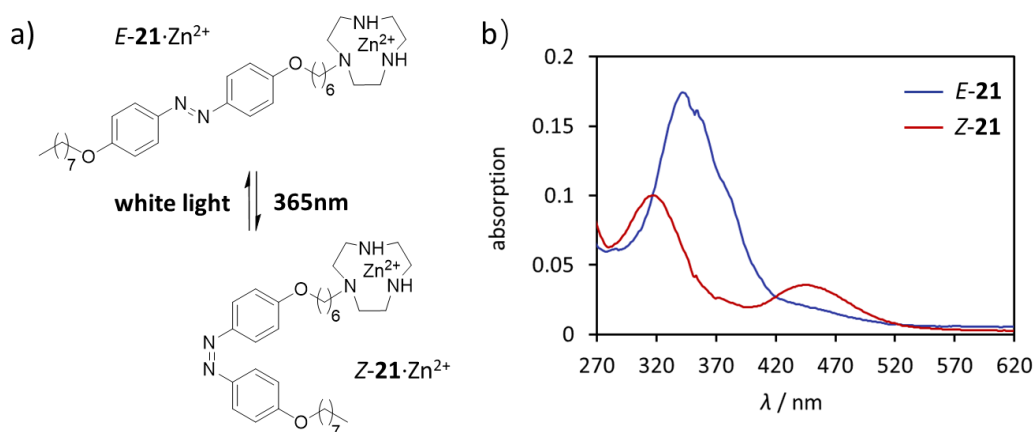 a)
E-21·Zn²⁺
NH
Zn²⁺
N
NH
O
( )6
N
N
O
( )7
white light
365nm
NH
Zn²⁺
N
NH
O
( )6
N
N
Z-21·Zn²⁺
O
( )7
b)
absorption
0.2
0.15
0.1
0.05
0
E-21
Z-21
270 320 370 420 470 520 570 620
λ / nm